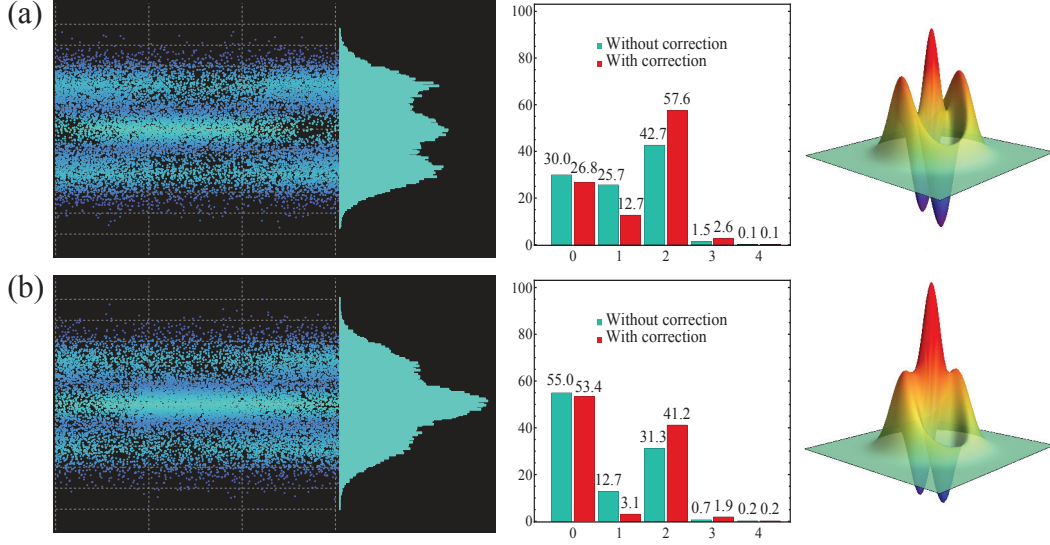 (a)
100
80
60
40
20
0
Without correction
With correction
30.0 26.8 25.7 12.7 42.7 57.6 1.5 2.6 0.1 0.1
0 1 2 3 4
(b)
100
80
60
40
20
0
Without correction
With correction
55.0 53.4 12.7 3.1 31.3 41.2 0.7 1.9 0.2 0.2
0 1 2 3 4